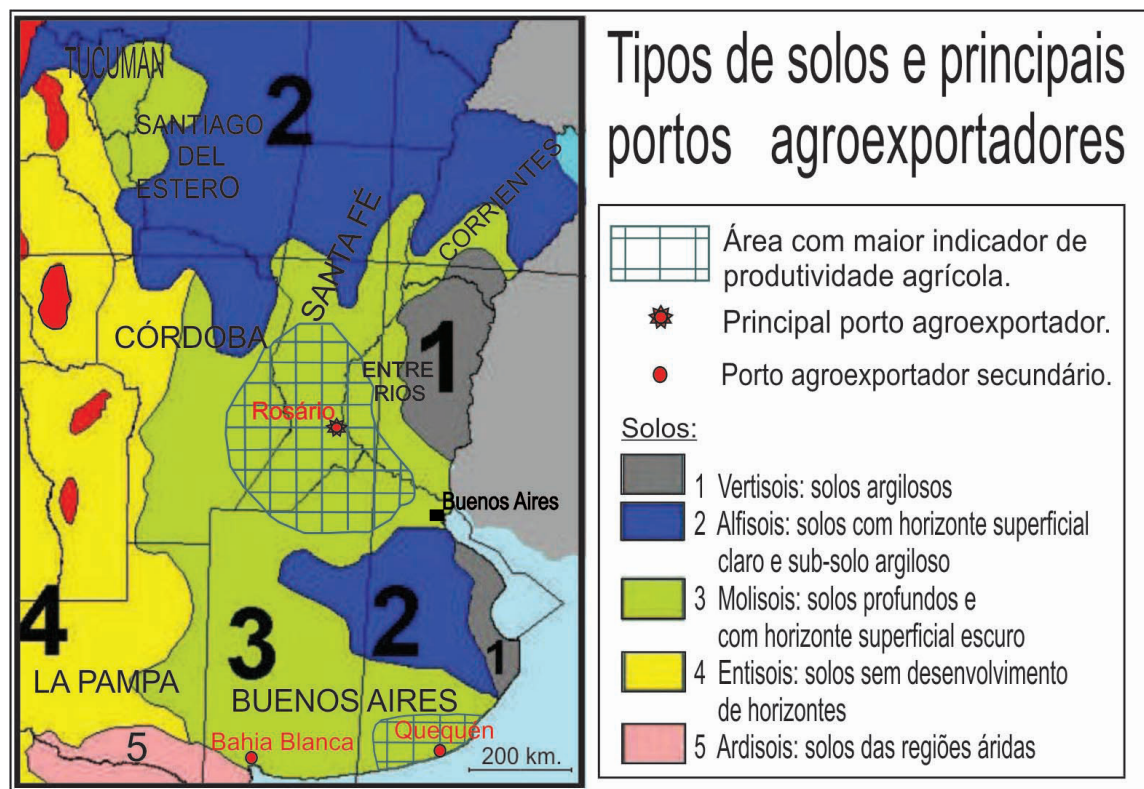 Tipos de solos e principais
portos agroexportadores
TUCUMÁN
2
SANTIAGO
DEL
ESTERO
CORRIENTES
SANTA FÉ
CÓRDOBA
1
ENTRE
RIOS
Rosário
Buenos Aires
4
3
2
1
LA PAMPA
BUENOS AIRES
5
Bahia Blanca
Quequén
200 km.
Área com maior indicador de
produtividade agrícola.
Principal porto agroexportador.
Porto agroexportador secundário.
Solos:
1 Vertisois: solos argilosos
2 Alfisois: solos com horizonte superficial
claro e sub-solo argiloso
3 Molisois: solos profundos e
com horizonte superficial escuro
4 Entisois: solos sem desenvolvimento
de horizontes
5 Ardisois: solos das regiões áridas